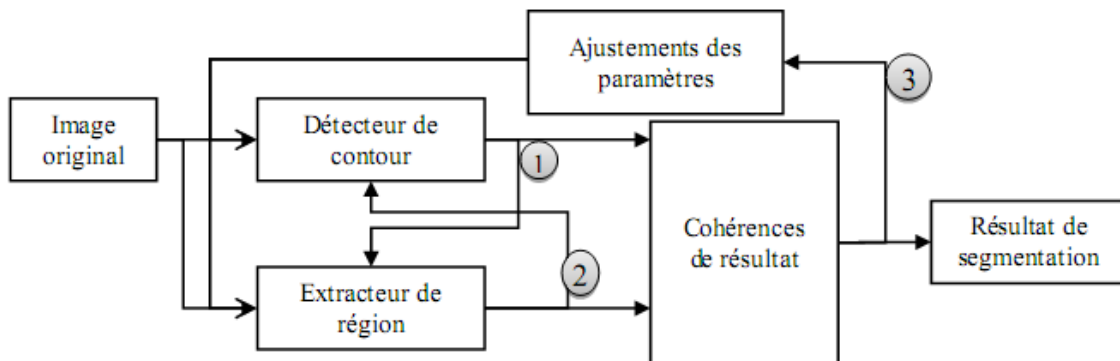 Ajustements des
paramètres
3
Image
original
Détecteur de
contour
1
Cohérences
de résultat
Résultat de
segmentation
2
Extracteur de
région